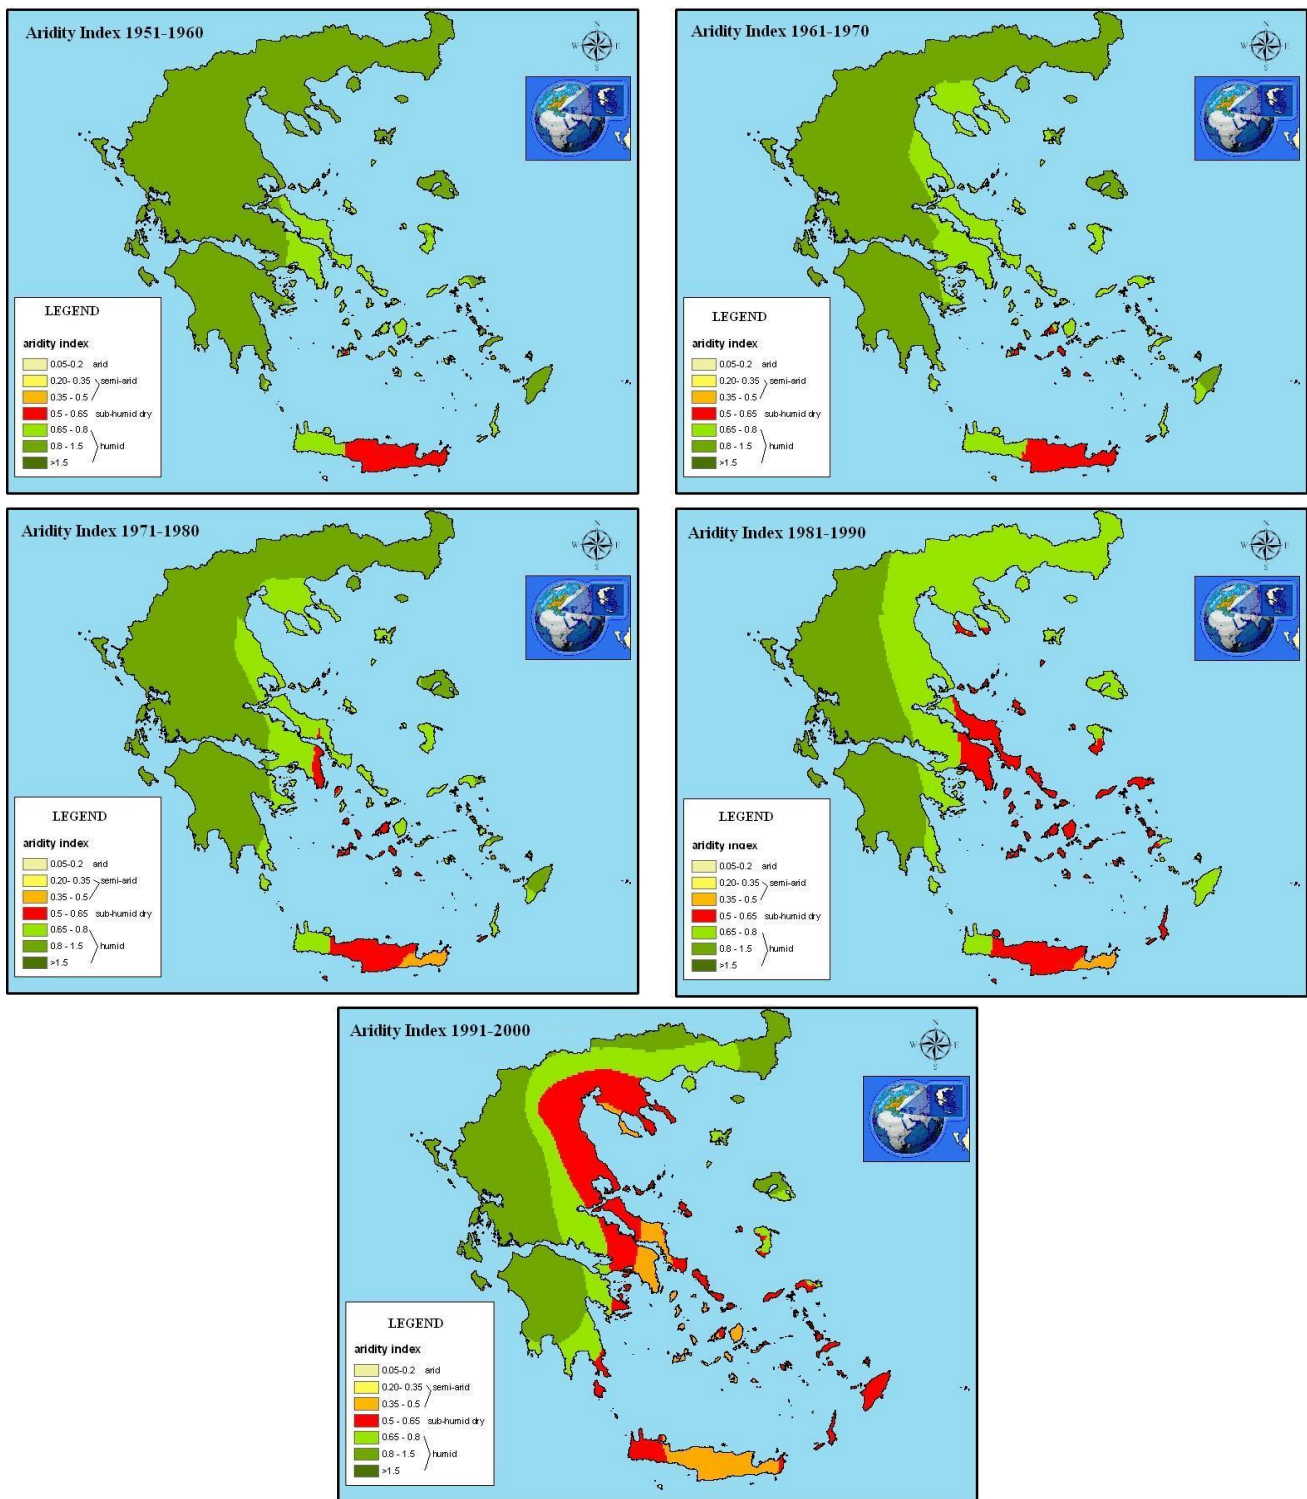 Aridity Index 1951-1960
N
W E
S
LEGEND
aridity index
0.05-0.2 arid
0.20- 0.35 semi-arid
0.35 - 0.5
0.5 - 0.65 sub-humid dry
0.65 - 0.8
0.8 - 1.5 humid
>1.5
Aridity Index 1961-1970
N
W E
S
LEGEND
aridity index
0.05-0.2 arid
0.20- 0.35 semi-arid
0.35 - 0.5
0.5 - 0.65 sub-humid dry
0.65 - 0.8
0.8 - 1.5 humid
>1.5
Aridity Index 1971-1980
N
W E
S
LEGEND
aridity index
0.05-0.2 arid
0.20- 0.35 semi-arid
0.35 - 0.5
0.5 - 0.65 sub-humid dry
0.65 - 0.8
0.8 - 1.5 humid
>1.5
Aridity Index 1981-1990
N
W E
S
LEGEND
aridity index
0.05-0.2 arid
0.20- 0.35 semi-arid
0.35 - 0.5
0.5 - 0.65 sub-humid dry
0.65 - 0.8
0.8 - 1.5 humid
>1.5
Aridity Index 1991-2000
N
W E
S
LEGEND
aridity index
0.05-0.2 arid
0.20- 0.35 semi-arid
0.35 - 0.5
0.5 - 0.65 sub-humid dry
0.65 - 0.8
0.8 - 1.5 humid
>1.5